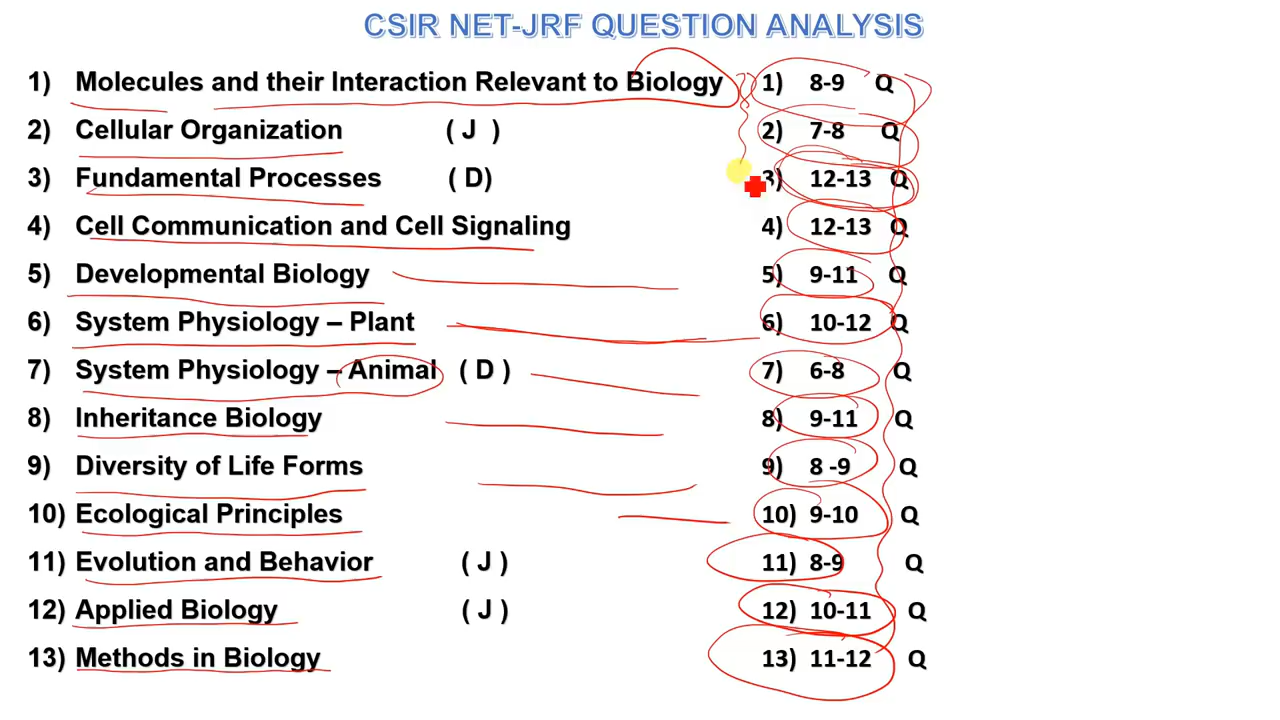 CSIR NET-JRF QUESTION ANALYSIS
1) Molecules and their Interaction Relevant to Biology 1) 8-9 Q
2) Cellular Organization ( J ) 2) 7-8 Q
3) Fundamental Processes ( D) 3) 12-13 Q
4) Cell Communication and Cell Signaling 4) 12-13 Q
5) Developmental Biology 5) 9-11 Q
6) System Physiology – Plant 6) 10-12 Q
7) System Physiology – Animal ( D ) 7) 6-8 Q
8) Inheritance Biology 8) 9-11 Q
9) Diversity of Life Forms 9) 8 -9 Q
10) Ecological Principles 10) 9-10 Q
11) Evolution and Behavior ( J ) 11) 8-9 Q
12) Applied Biology ( J ) 12) 10-11 Q
13) Methods in Biology 13) 11-12 Q